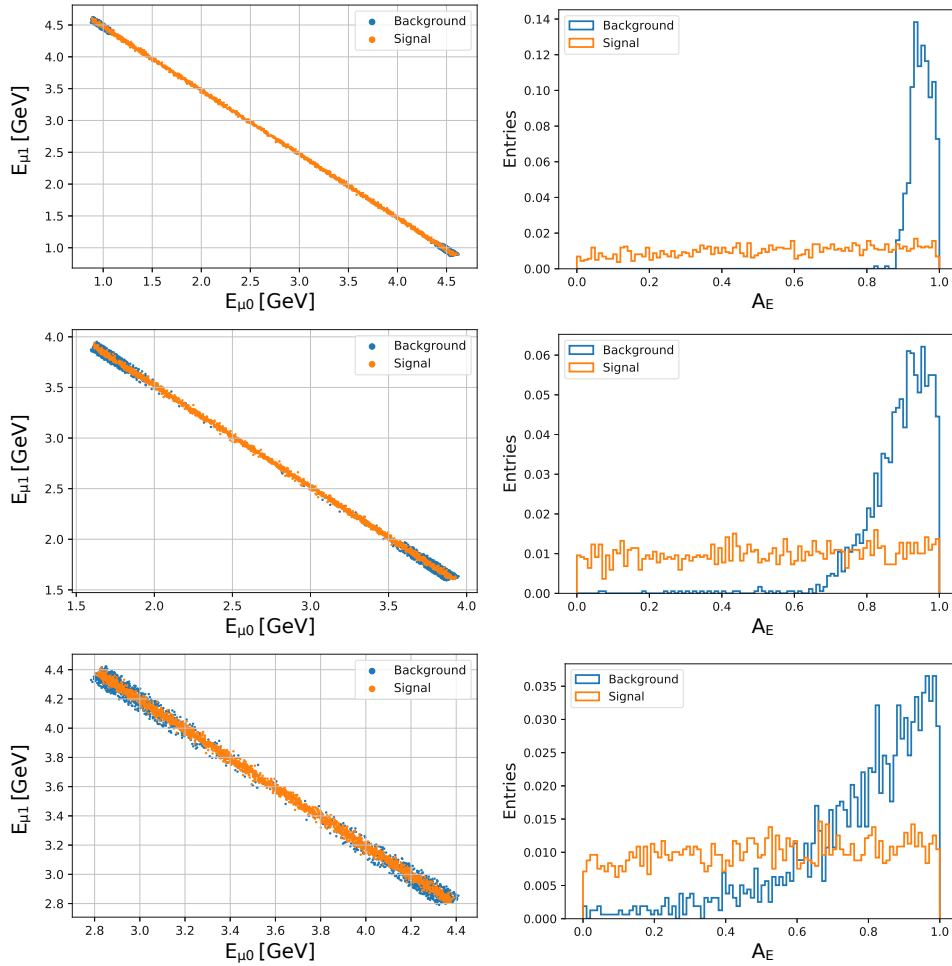 Background
Signal
4.5
4.0
3.5
3.0
2.5
2.0
1.5
1.0
E_μ1 [GeV]
1.0 1.5 2.0 2.5 3.0 3.5 4.0 4.5
E_μ0 [GeV]
Background
Signal
0.14
0.12
0.10
0.08
0.06
0.04
0.02
0.00
Entries
0.0 0.2 0.4 0.6 0.8 1.0
A_E
Background
Signal
4.0
3.5
3.0
2.5
2.0
1.5
E_μ1 [GeV]
1.5 2.0 2.5 3.0 3.5 4.0
E_μ0 [GeV]
Background
Signal
0.06
0.05
0.04
0.03
0.02
0.01
0.00
Entries
0.0 0.2 0.4 0.6 0.8 1.0
A_E
Background
Signal
4.4
4.2
4.0
3.8
3.6
3.4
3.2
3.0
2.8
E_μ1 [GeV]
2.8 3.0 3.2 3.4 3.6 3.8 4.0 4.2 4.4
E_μ0 [GeV]
Background
Signal
0.035
0.030
0.025
0.020
0.015
0.010
0.005
0.000
Entries
0.0 0.2 0.4 0.6 0.8 1.0
A_E